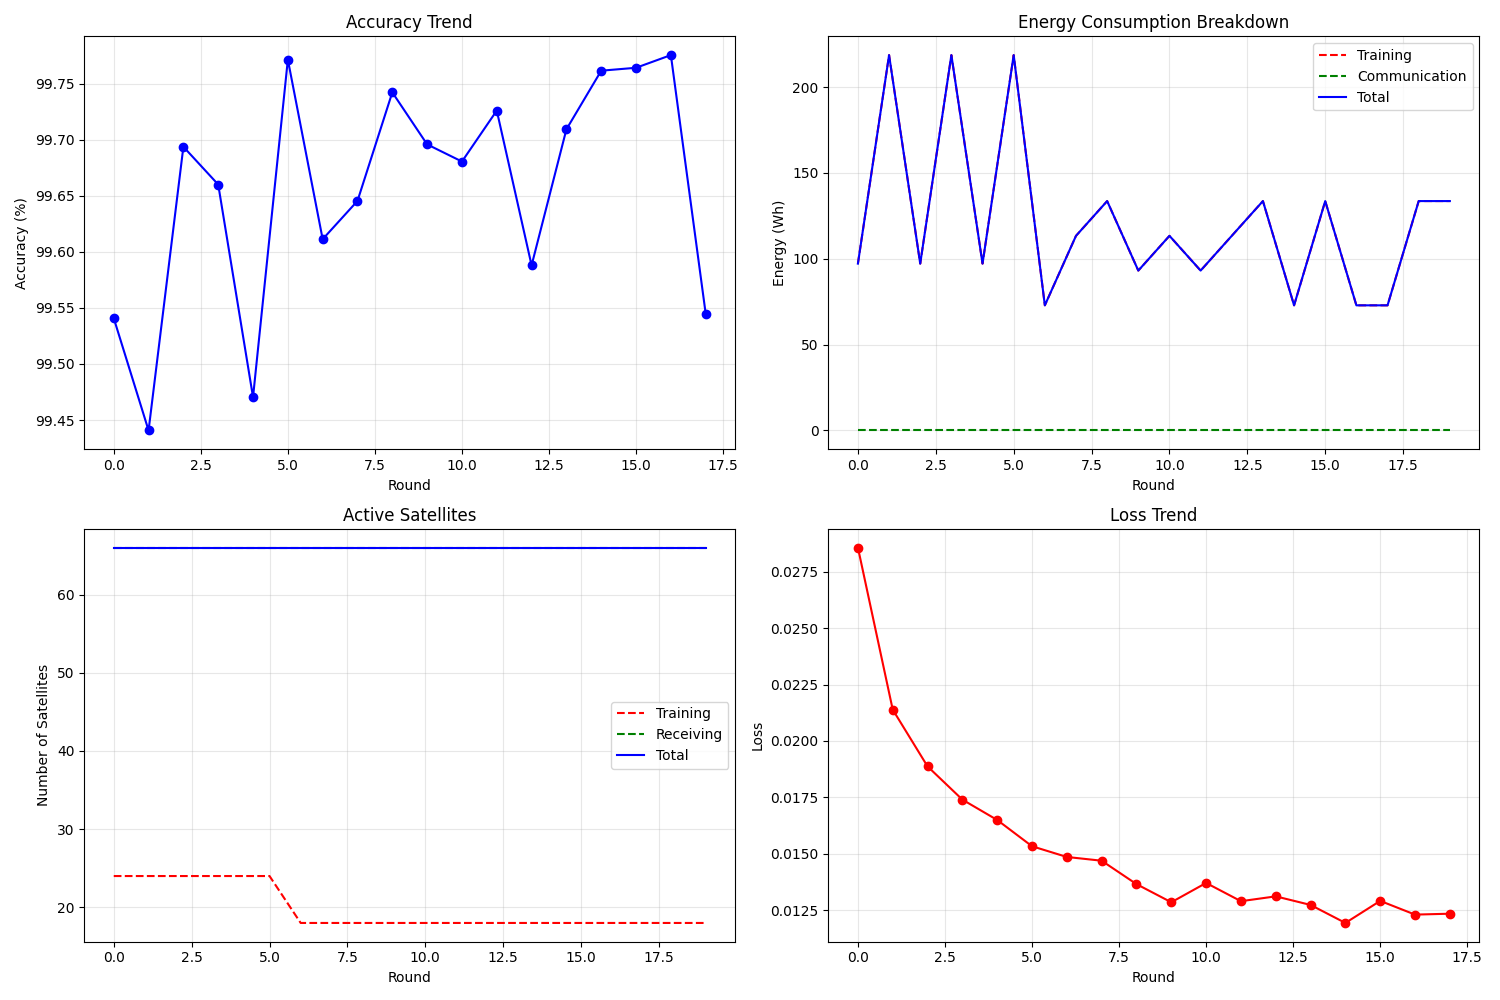 Accuracy Trend
Accuracy (%)
99.75
99.70
99.65
99.60
99.55
99.50
99.45
0.0 2.5 5.0 7.5 10.0 12.5 15.0 17.5
Round
Energy Consumption Breakdown
Energy (Wh)
200
150
100
50
0
Training
Communication
Total
0.0 2.5 5.0 7.5 10.0 12.5 15.0 17.5
Round
Active Satellites
Number of Satellites
60
50
40
30
20
Training
Receiving
Total
0.0 2.5 5.0 7.5 10.0 12.5 15.0 17.5
Round
Loss Trend
Loss
0.0275
0.0250
0.0225
0.0200
0.0175
0.0150
0.0125
0.0 2.5 5.0 7.5 10.0 12.5 15.0 17.5
Round